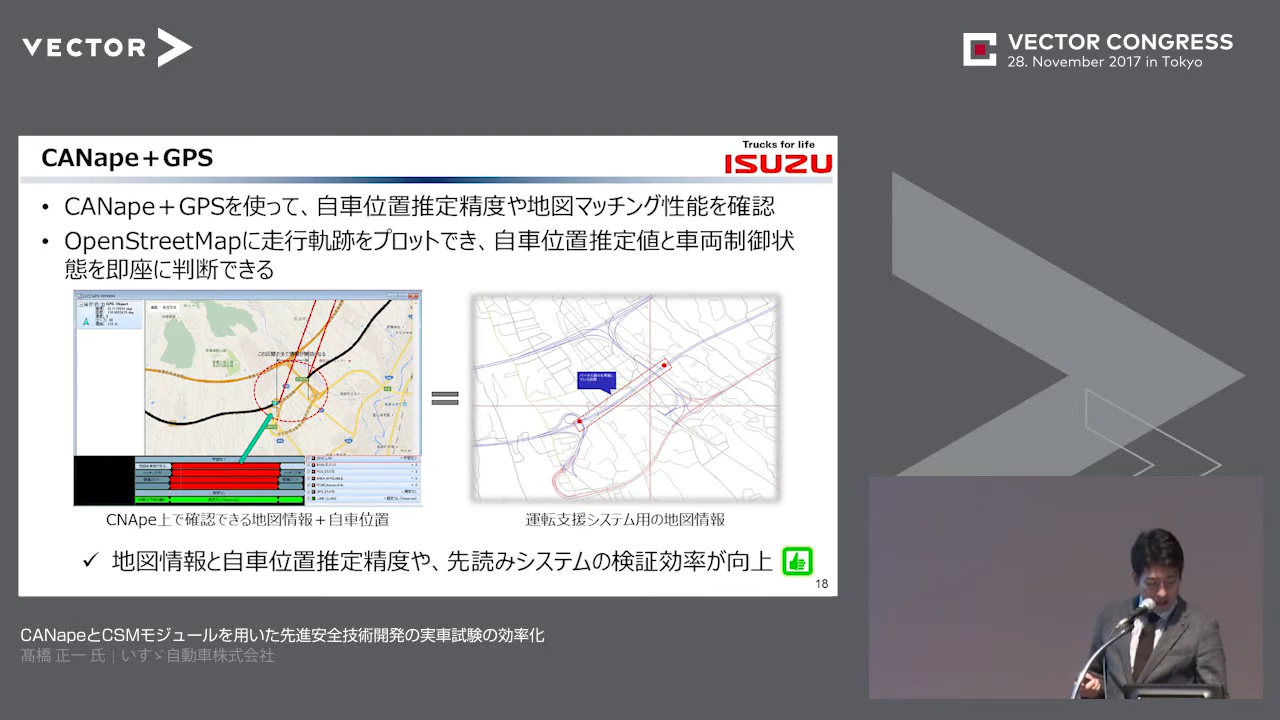 VECTOR
VECTOR CONGRESS
28. November 2017 in Tokyo
CANape+GPS
Trucks for life
ISUZU
• CANape+GPSを使って、自車位置推定精度や地図マッチング性能を確認
• OpenStreetMapに走行軌跡をプロットでき、自車位置推定値と車両制御状
態を即座に判断できる
CNApe上で確認できる地図情報+自車位置
運転支援システム用の地図情報
✓ 地図情報と自車位置推定精度や、先読みシステムの検証効率が向上
18
CANapeとCSMモジュールを用いた先進安全技術開発の実車試験の効率化
髙橋 正一 氏 | いすゞ自動車株式会社